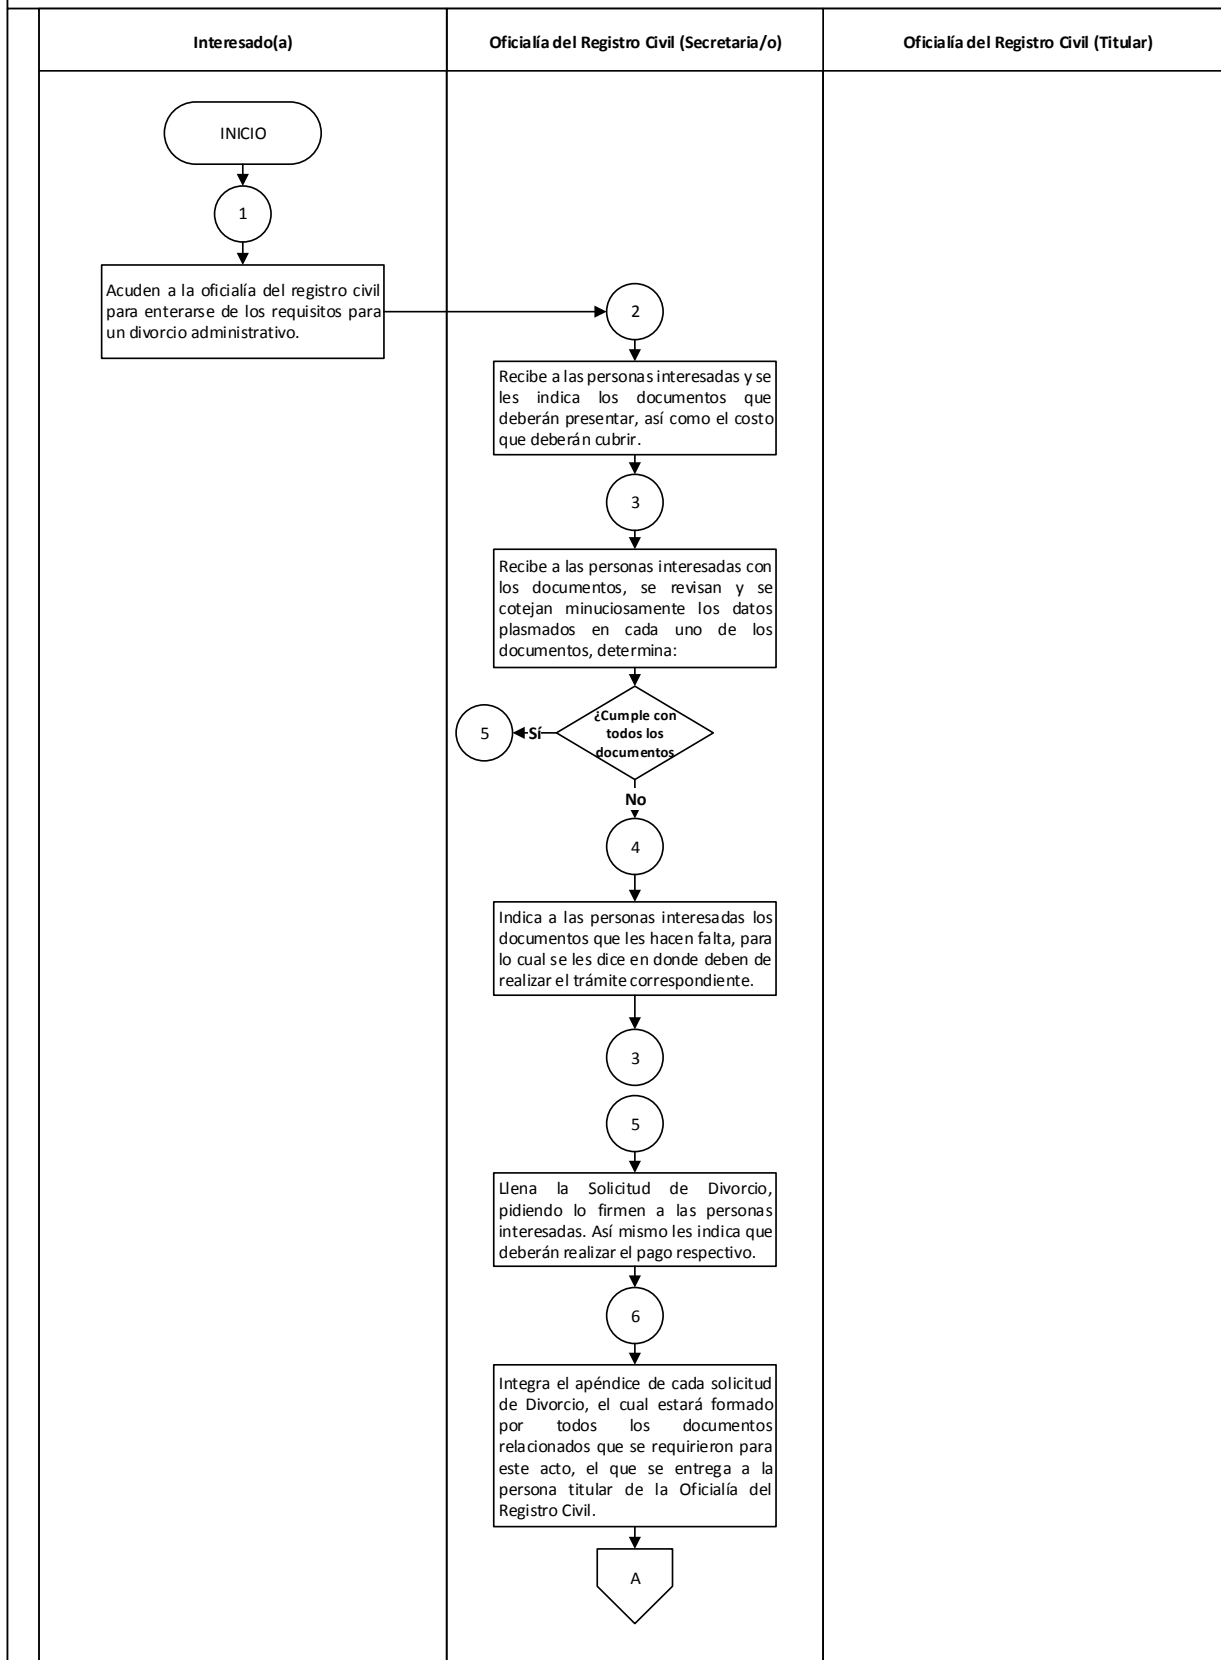 Interesado(a)
Oficialía del Registro Civil (Secretaria/o)
Oficialía del Registro Civil (Titular)
INICIO
1
Acuden a la oficialía del registro civil
para enterarse de los requisitos para
un divorcio administrativo.
2
Recibe a las personas interesadas y se
les indica los documentos que
deberán presentar, así como el costo
que deberán cubrir.
3
Recibe a las personas interesadas con
los documentos, se revisan y se
cotejan minuciosamente los datos
plasmados en cada uno de los
documentos, determina:
¿Cumple con
todos los
documentos
5
Sí
No
4
Indica a las personas interesadas los
documentos que les hacen falta, para
lo cual se les dice en donde deben de
realizar el trámite correspondiente.
3
5
Llena la Solicitud de Divorcio,
pidiendo lo firmen a las personas
interesadas. Así mismo les indica que
deberán realizar el pago respectivo.
6
Integra el apéndice de cada solicitud
de Divorcio, el cual estará formado
por todos los documentos
relacionados que se requirieron para
este acto, el que se entrega a la
persona titular de la Oficialía del
Registro Civil.
A